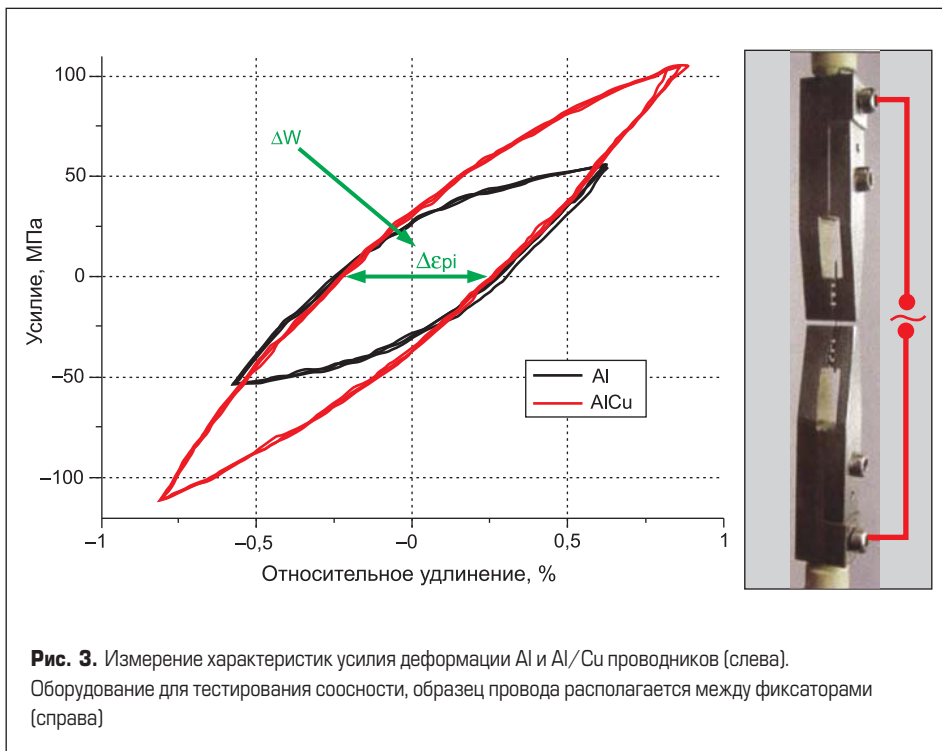 100
50
0
–50
–100
Усилие, МПа
ΔW
Δεpi
Al
AlCu
–1
–0,5
–0
0,5
1
Относительное удлинение, %
Рис. 3. Измерение характеристик усилия деформации Al и Al/Cu проводников (слева).
Оборудование для тестирования соосности, образец провода располагается между фиксаторами
(справа)